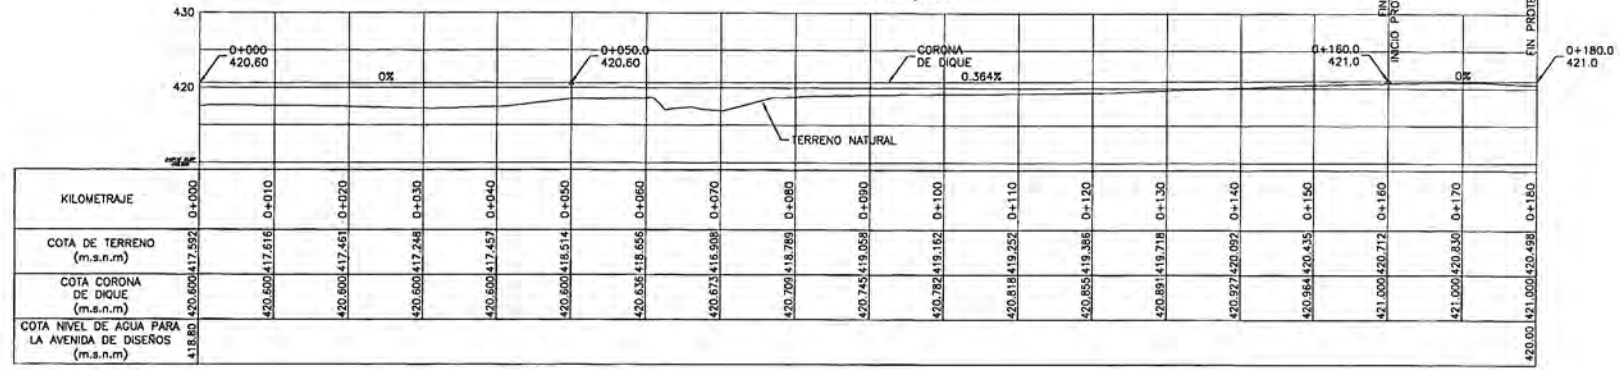 430
0+000
420.60
0+050.0
420.60
CORONA
DE DIQUE
0+160.0
421.0
INICIO
FIN
0+180.0
421.0
420
0%
0.364%
0%
TERRENO NATURAL
KILOMETRAJE 0+000 0+010 0+020 0+030 0+040 0+050 0+060 0+070 0+080 0+090 0+100 0+110 0+120 0+130 0+140 0+150 0+160 0+170 0+180
COTA DE TERRENO
(m.s.n.m)
417.592 417.616 417.461 417.248 417.457 418.514 418.656 416.908 418.789 419.058 419.162 419.252 419.386 419.718 420.092 420.435 420.712 420.830 420.498
COTA CORONA
DE DIQUE
(m.s.n.m)
420.600 420.600 420.600 420.600 420.600 420.600 420.636 420.673 420.709 420.745 420.782 420.818 420.855 420.891 420.927 420.964 421.000 421.000 421.000
COTA NIVEL DE AGUA PARA
LA AVENIDA DE DISEÑOS
(m.s.n.m)
418.80 420.00